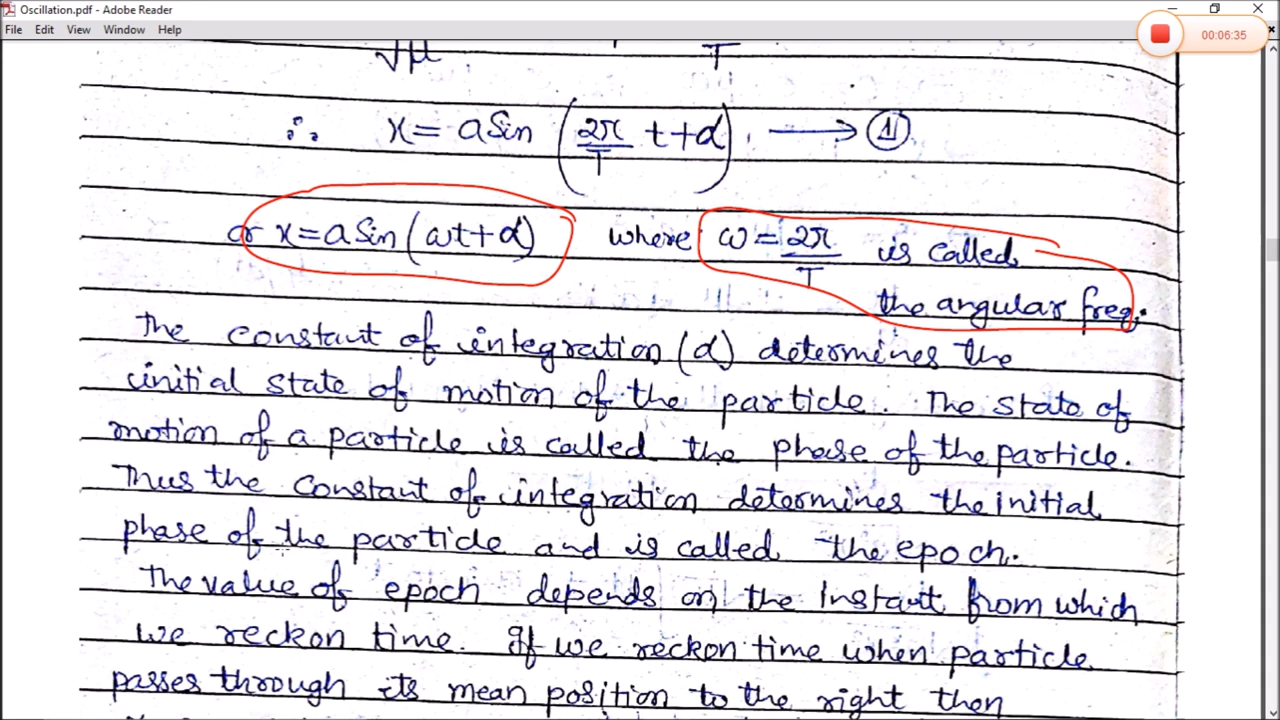 Oscillation.pdf - Adobe Reader
File Edit View Window Help
00:06:35
√μ T
∴ x = a Sin (2π/T t + α) ⟶ ①
or x = a Sin (ωt + α) where ω = 2π/T is called
the angular freq.
The constant of integration (α) determines the
initial state of motion of the particle. The state of
motion of a particle is called the phase of the particle.
Thus the constant of integration determines the initial
phase of the particle and is called the epoch.
The value of epoch depends on the Instant from which
we reckon time. If we reckon time when particle
passes through its mean position to the right then